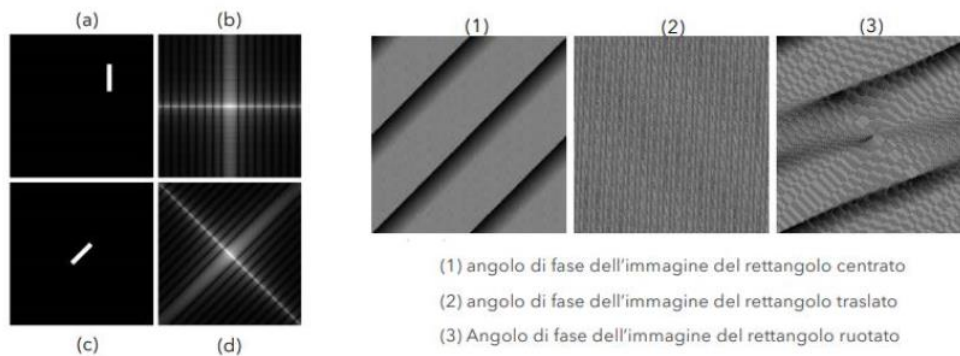 (a) (b)
(1) (2) (3)
(c) (d)
(1) angolo di fase dell’immagine del rettangolo centrato
(2) angolo di fase dell’immagine del rettangolo traslato
(3) Angolo di fase dell’immagine del rettangolo ruotato